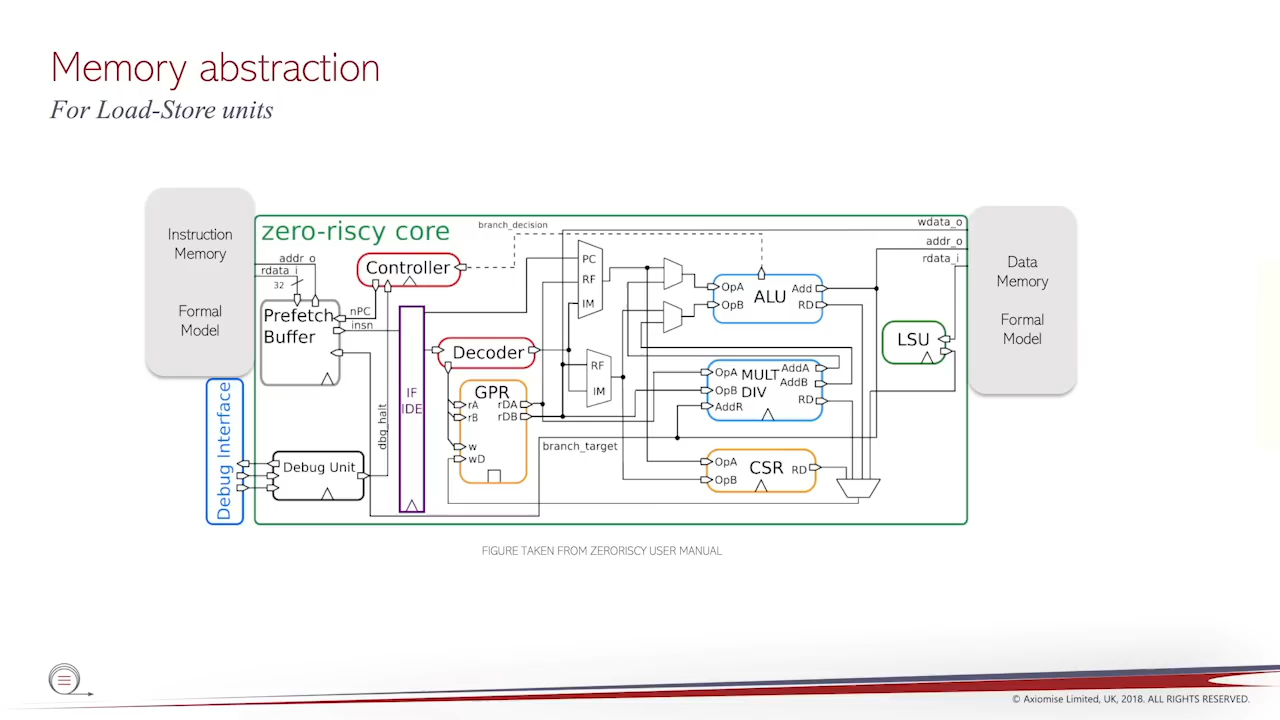 Memory abstraction
For Load-Store units
Instruction
Memory
Formal
Model
zero-riscy core
branch_decision
wdata_o
addr_o
rdata_i
addr_o
rdata_i
32
Controller
PC
RF
IM
OpA
OpB
ALU
Add
RD
Data
Memory
Formal
Model
Prefetch
Buffer
nPC
insn
Decoder
RF
IM
LSU
IF
IDE
GPR
rA
rB
rDA
rDB
w
wD
OpA
OpB
AddR
MULT
DIV
AddA
AddB
RD
dbg_halt
branch_target
Debug Interface
Debug Unit
OpA
OpB
CSR
RD
FIGURE TAKEN FROM ZERORISCY USER MANUAL
© Axiomise Limited, UK, 2018. ALL RIGHTS RESERVED.